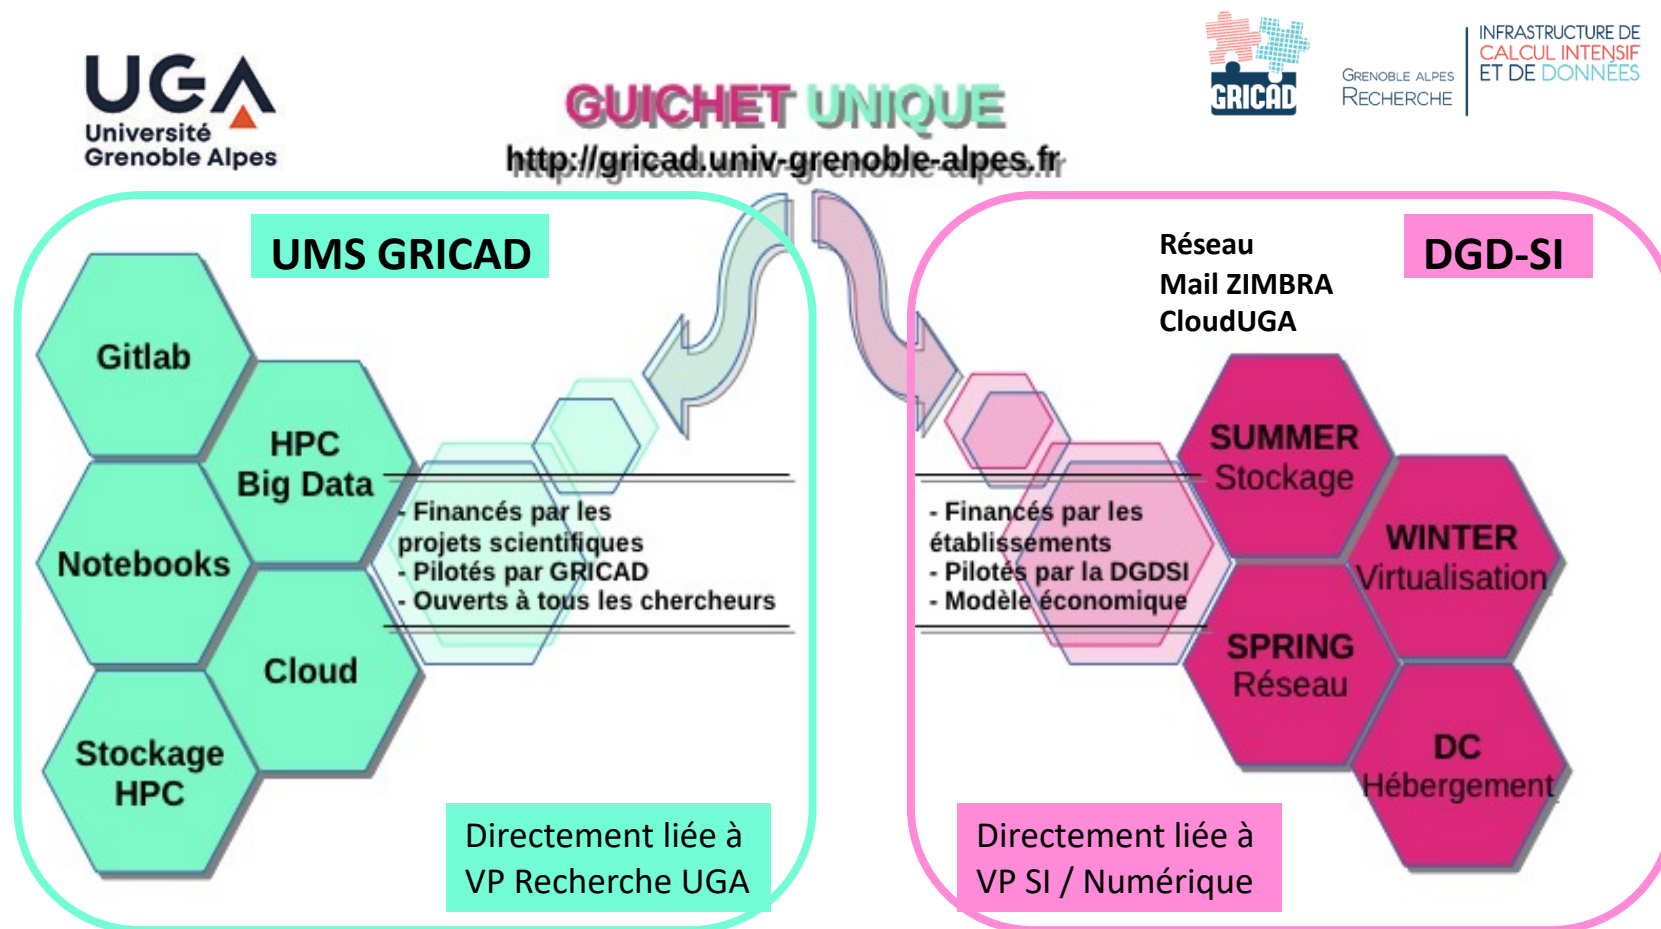 UGA
Université
Grenoble Alpes
GUICHET UNIQUE
http://gricad.univ-grenoble-alpes.fr
GRICAD
GRENOBLE ALPES
RECHERCHE
INFRASTRUCTURE DE
CALCUL INTENSIF
ET DE DONNÉES
UMS GRICAD
Gitlab
HPC
Big Data
Notebooks
Cloud
Stockage
HPC
- Financés par les
projets scientifiques
- Pilotés par GRICAD
- Ouverts à tous les chercheurs
Directement liée à
VP Recherche UGA
DGD-SI
Réseau
Mail ZIMBRA
CloudUGA
- Financés par les
établissements
- Pilotés par la DGDSI
- Modèle économique
SUMMER
Stockage
WINTER
Virtualisation
SPRING
Réseau
DC
Hébergement
Directement liée à
VP SI / Numérique